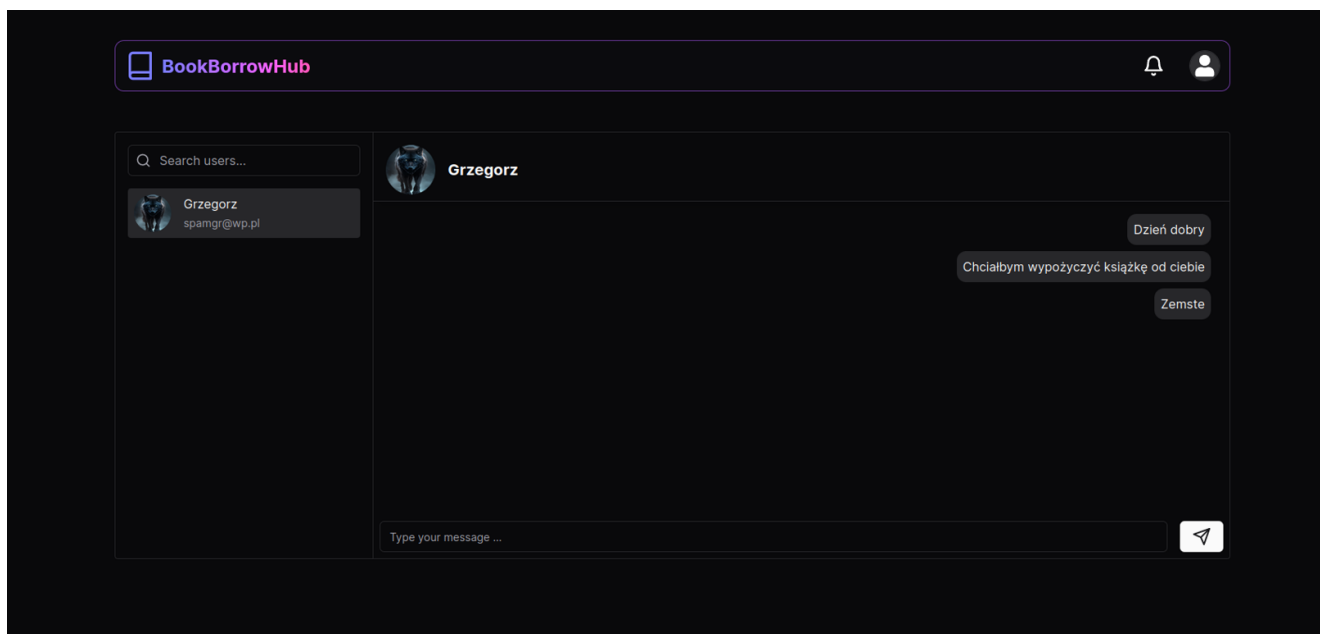 BookBorrowHub
Search users...
Grzegorz
spamgr@wp.pl
Grzegorz
Dzień dobry
Chciałbym wypożyczyć książkę od ciebie
Zemste
Type your message ...